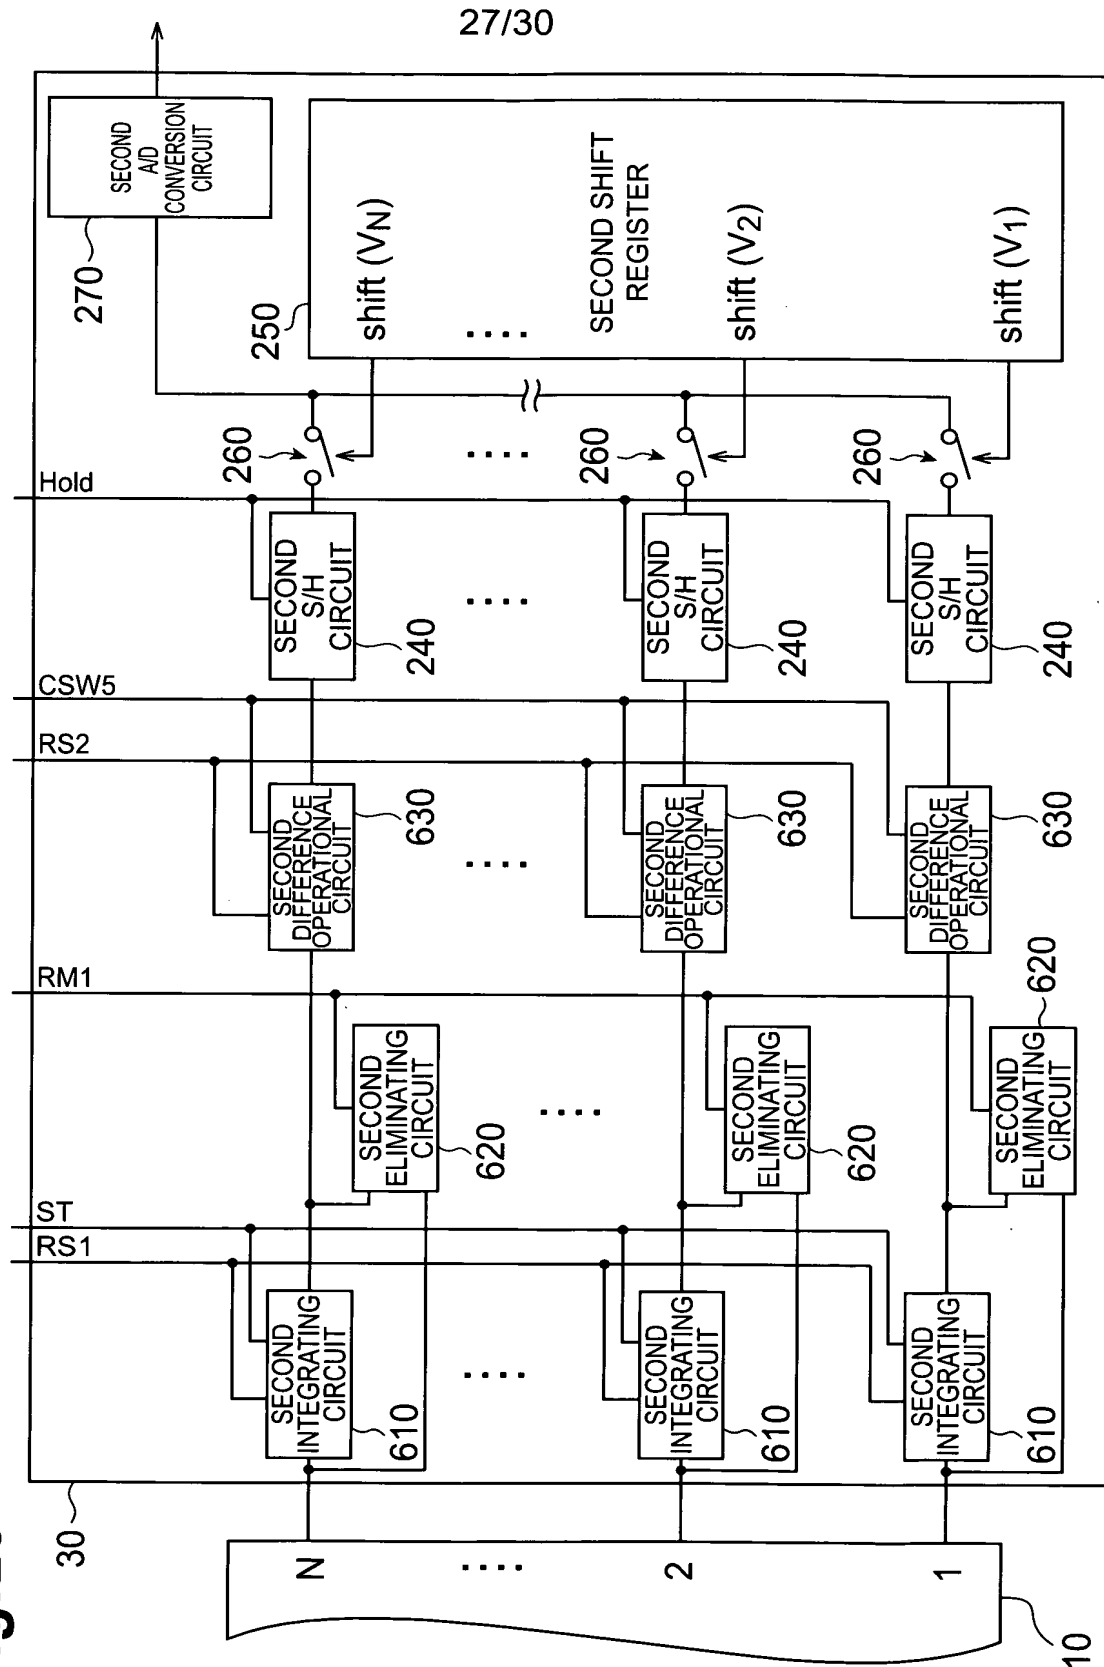 27/30
SECOND
A/D
CONVERSION
CIRCUIT
270
250
SECOND SHIFT
REGISTER
shift (VN)
....
shift (V2)
shift (V1)
260
....
260
260
Hold
SECOND
S/H
CIRCUIT
240
....
SECOND
S/H
CIRCUIT
240
SECOND
S/H
CIRCUIT
240
CSW5
RS2
SECOND
DIFFERENCE
OPERATIONAL
CIRCUIT
630
....
SECOND
DIFFERENCE
OPERATIONAL
CIRCUIT
630
SECOND
DIFFERENCE
OPERATIONAL
CIRCUIT
630
RM1
SECOND
ELIMINATING
CIRCUIT
620
....
SECOND
ELIMINATING
CIRCUIT
620
SECOND
ELIMINATING
CIRCUIT
620
ST
RS1
SECOND
INTEGRATING
CIRCUIT
610
....
SECOND
INTEGRATING
CIRCUIT
610
SECOND
INTEGRATING
CIRCUIT
610
30
N
....
2
1
10